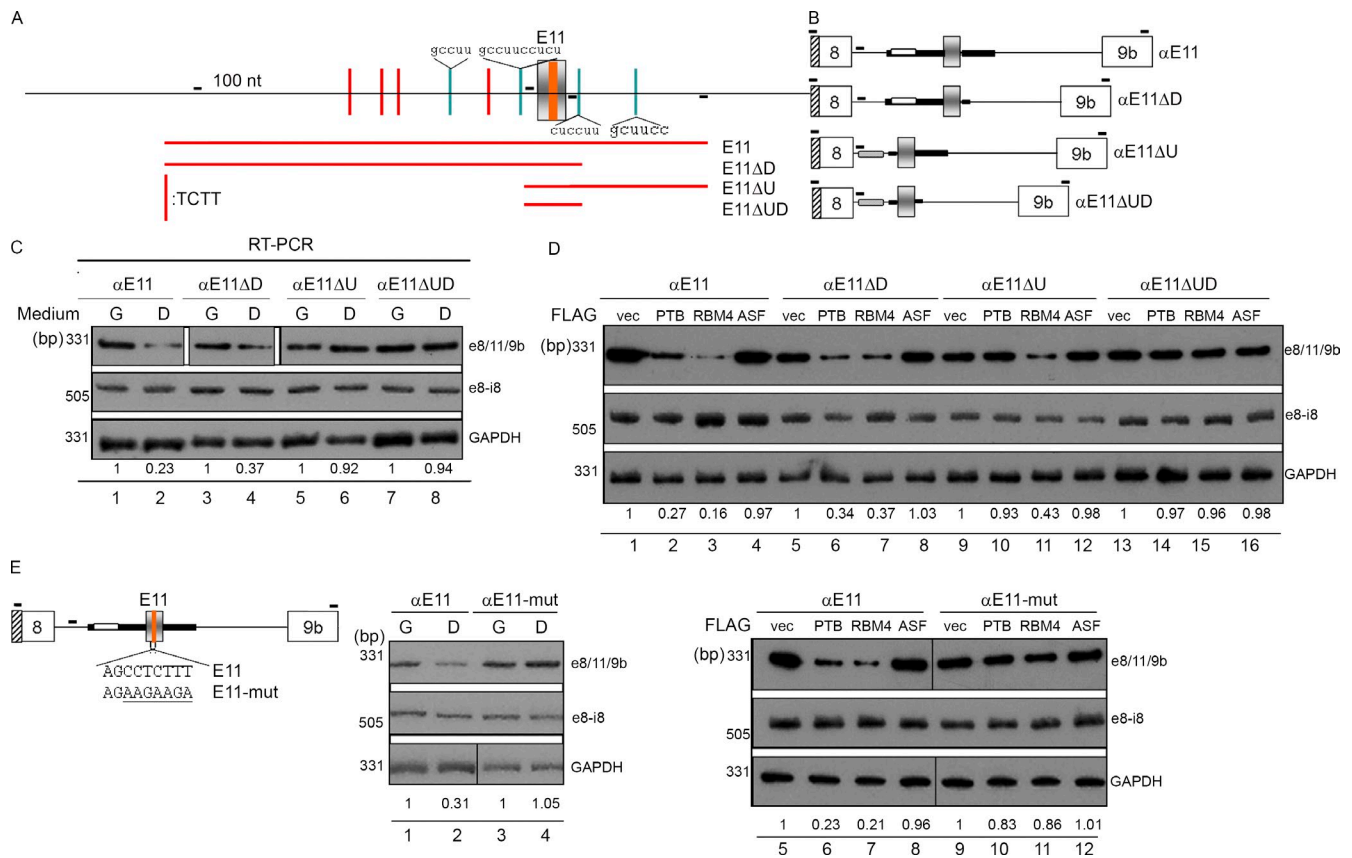 A
gccuu gccuuccucu
E11
100 nt
cuccuu gcuucc
E11
E11ΔD
E11ΔU
E11ΔUD
:TCTT
B
8 9b αE11
8 9b αE11ΔD
8 9b αE11ΔU
8 9b αE11ΔUD
C
RT-PCR
αE11 αE11ΔD αE11ΔU αE11ΔUD
Medium G D G D G D G D
(bp) 331 e8/11/9b
505 e8-i8
331 GAPDH
1 0.23 1 0.37 1 0.92 1 0.94
1 2 3 4 5 6 7 8
D
αE11 αE11ΔD αE11ΔU αE11ΔUD
FLAG vec PTB RBM4 ASF vec PTB RBM4 ASF vec PTB RBM4 ASF vec PTB RBM4 ASF
(bp) 331 e8/11/9b
505 e8-i8
331 GAPDH
1 0.27 0.16 0.97 1 0.34 0.37 1.03 1 0.93 0.43 0.98 1 0.97 0.96 0.98
1 2 3 4 5 6 7 8 9 10 11 12 13 14 15 16
E
E11
8 9b
AGCCTCTTT E11
AGAAGAAGA E11-mut
αE11 αE11-mut
G D G D
(bp)
331 e8/11/9b
505 e8-i8
331 GAPDH
1 0.31 1 1.05
1 2 3 4
αE11 αE11-mut
FLAG vec PTB RBM4 ASF vec PTB RBM4 ASF
(bp) 331 e8/11/9b
505 e8-i8
331 GAPDH
1 0.23 0.21 0.96 1 0.83 0.86 1.01
5 6 7 8 9 10 11 12